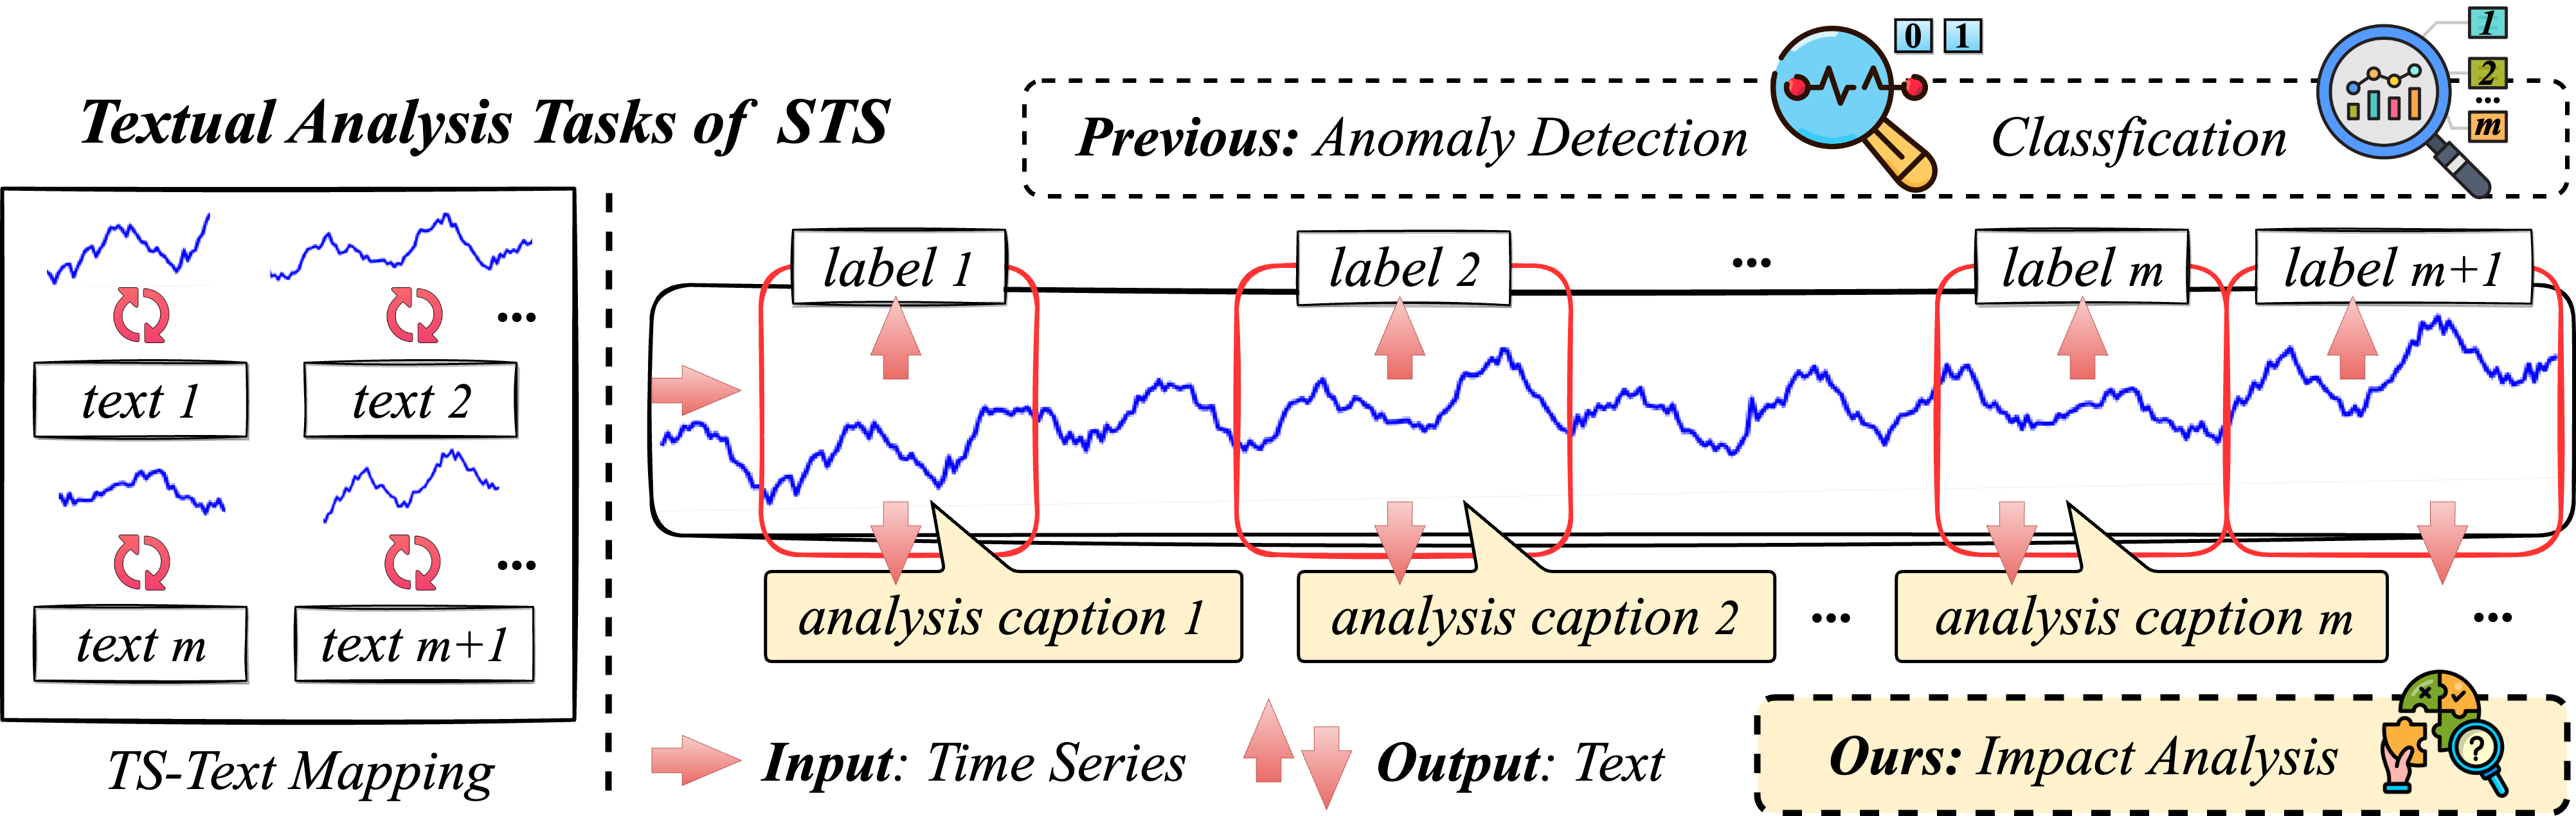 Textual Analysis Tasks of STS
Previous: Anomaly Detection
0 1
Classfication
1
2
...
m
text 1
text 2
...
text m
text m+1
...
TS-Text Mapping
label 1
label 2
...
label m
label m+1
analysis caption 1
analysis caption 2
...
analysis caption m
...
Input: Time Series
Output: Text
Ours: Impact Analysis
?